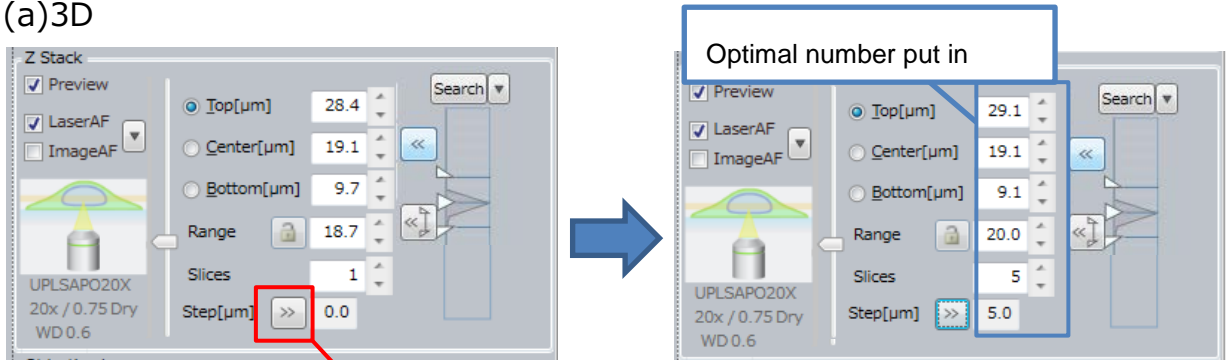 (a)3D
Z Stack
Preview
LaserAF
ImageAF
Top[µm] 28.4
Center[µm] 19.1
Bottom[µm] 9.7
Range 18.7
Slices 1
Step[µm] >> 0.0
Search
<<
<<
UPLSAPO20X
20x / 0.75 Dry
WD 0.6
Optimal number put in
Preview
LaserAF
ImageAF
Top[µm] 29.1
Center[µm] 19.1
Bottom[µm] 9.1
Range 20.0
Slices 5
Step[µm] >> 5.0
Search
<<
<<
UPLSAPO20X
20x / 0.75 Dry
WD 0.6